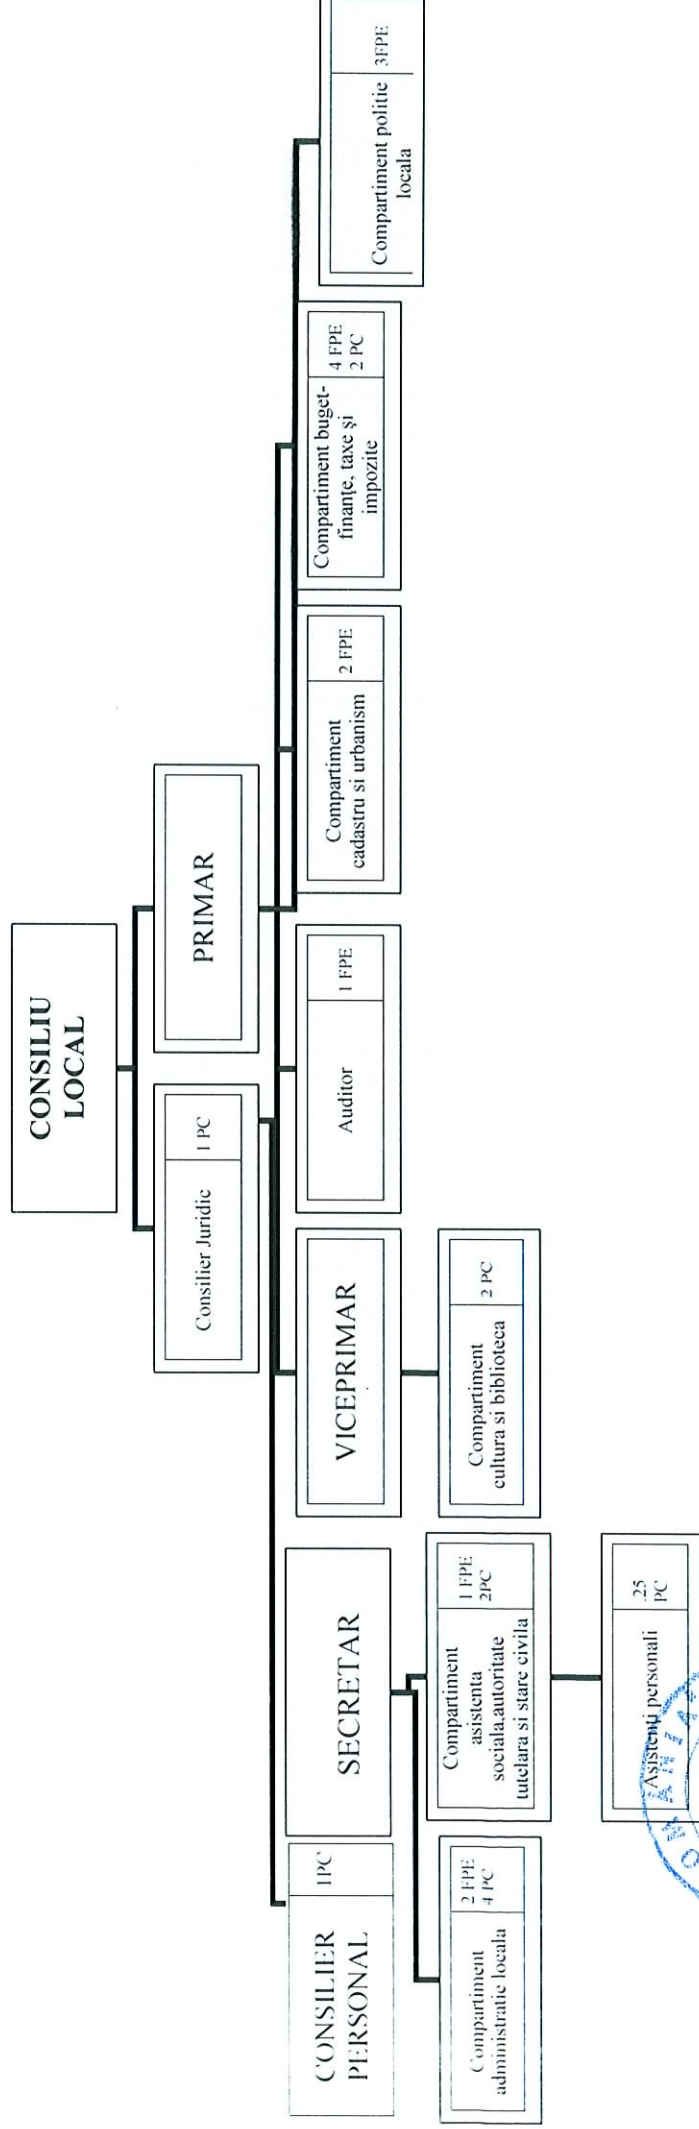 CONSILIU
LOCAL
Consilier Juridic
1 PC
PRIMAR
CONSILIER
PERSONAL
1PC
SECRETAR
VICEPRIMAR
Auditor
1 FPE
Compartiment
cadastru si urbanism
2 FPE
Compartiment buget-
finanţe, taxe şi
impozite
4 FPE
2 PC
Compartiment politie
locala
3FPE
Compartiment
administratie locala
2 FPE
4 PC
Compartiment
asistenta
sociala,autoritate
tutelara si stare civila
1 FPE
2PC
Compartiment
cultura si biblioteca
2 PC
Asistenţi personali
25
PC